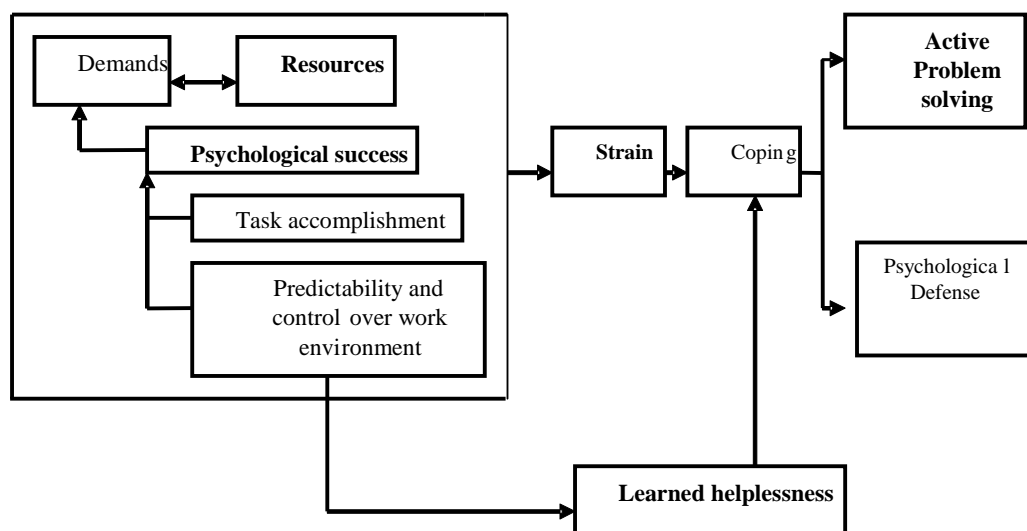 Demands
Resources
Psychological success
Task accomplishment
Predictability and
control over work
environment
Strain
Coping
Active
Problem
solving
Psychologica l
Defense
Learned helplessness